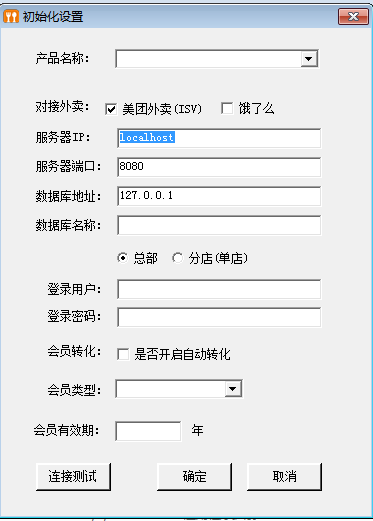 初始化设置
产品名称：
对接外卖： 美团外卖(ISV) 饿了么
服务器IP： localhost
服务器端口： 8080
数据库地址： 127.0.0.1
数据库名称：
总部 分店(单店)
登录用户：
登录密码：
会员转化： 是否开启自动转化
会员类型：
会员有效期： 年
连接测试 确定 取消